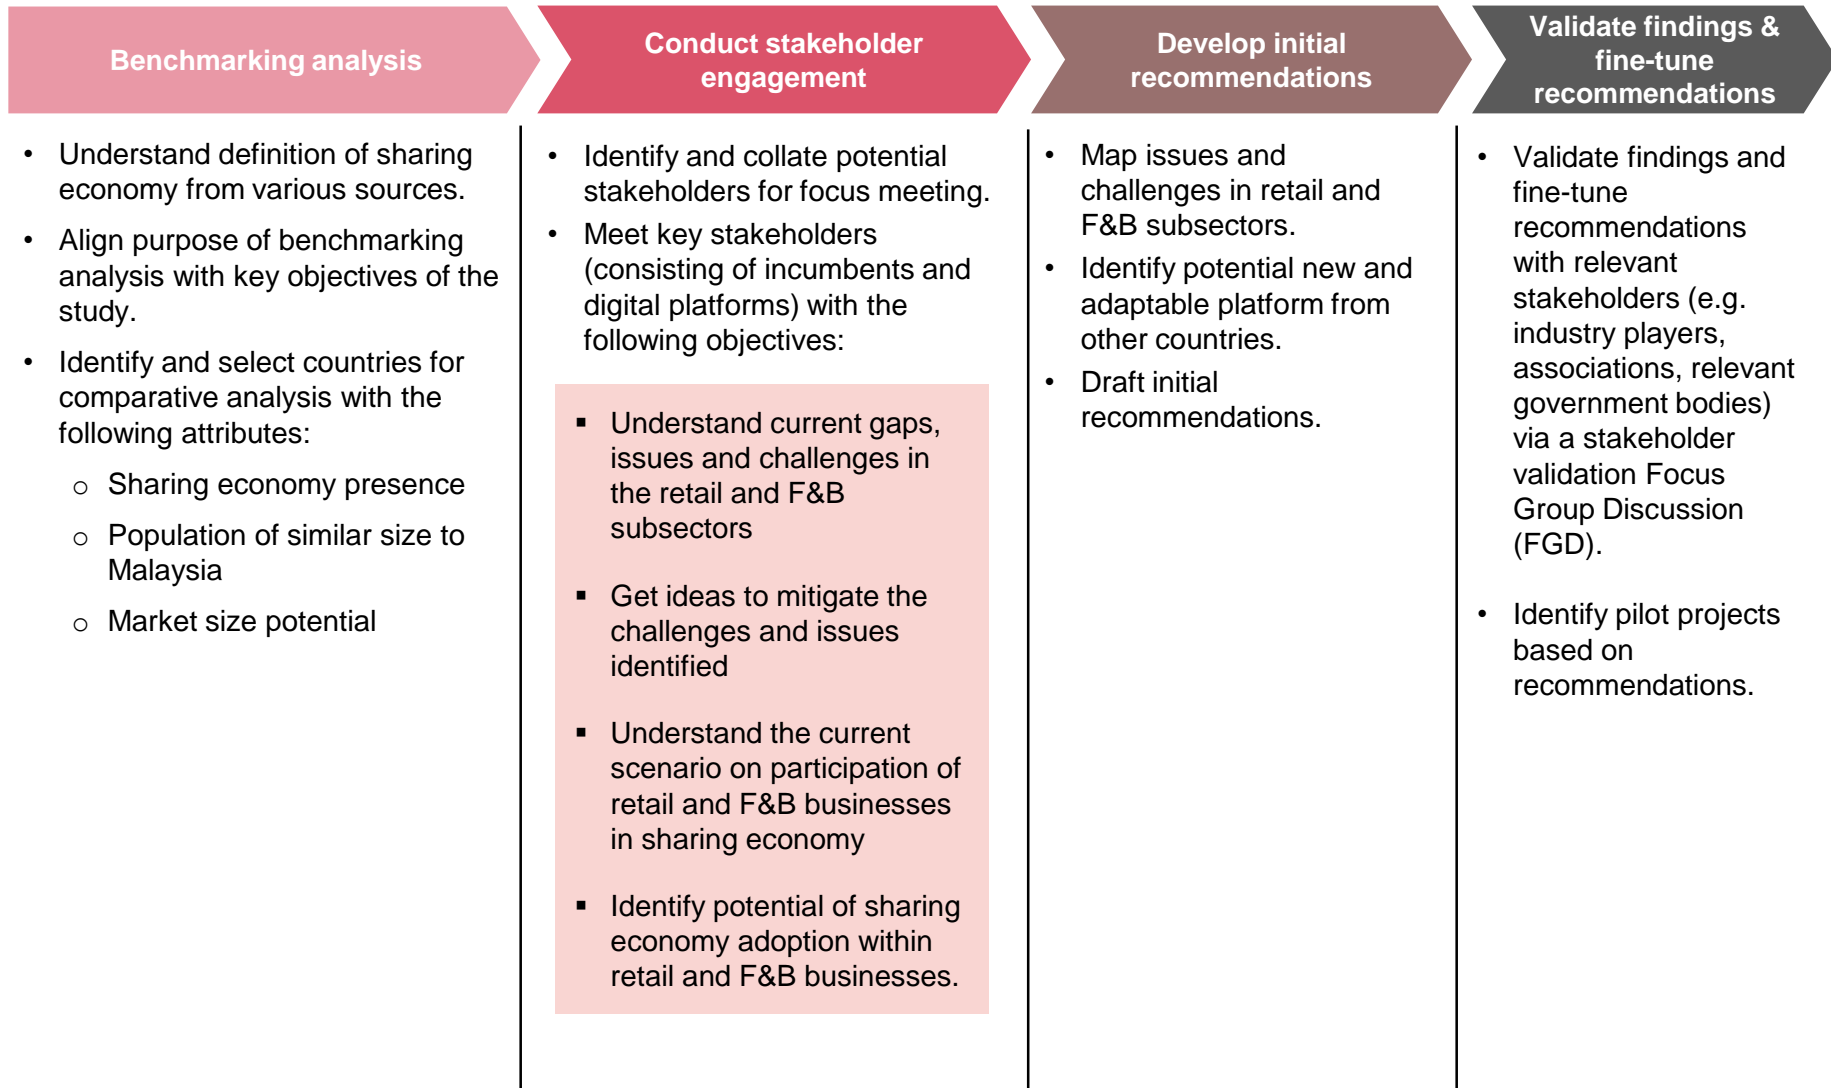 Benchmarking analysis
Conduct stakeholder
engagement
Develop initial
recommendations
Validate findings &
fine-tune
recommendations
• Understand definition of sharing
economy from various sources.
• Align purpose of benchmarking
analysis with key objectives of the
study.
• Identify and select countries for
comparative analysis with the
following attributes:
o Sharing economy presence
o Population of similar size to
Malaysia
o Market size potential
• Identify and collate potential
stakeholders for focus meeting.
• Meet key stakeholders
(consisting of incumbents and
digital platforms) with the
following objectives:
▪ Understand current gaps,
issues and challenges in
the retail and F&B
subsectors
▪ Get ideas to mitigate the
challenges and issues
identified
▪ Understand the current
scenario on participation of
retail and F&B businesses
in sharing economy
▪ Identify potential of sharing
economy adoption within
retail and F&B businesses.
• Map issues and
challenges in retail and
F&B subsectors.
• Identify potential new and
adaptable platform from
other countries.
• Draft initial
recommendations.
• Validate findings and
fine-tune
recommendations
with relevant
stakeholders (e.g.
industry players,
associations, relevant
government bodies)
via a stakeholder
validation Focus
Group Discussion
(FGD).
• Identify pilot projects
based on
recommendations.